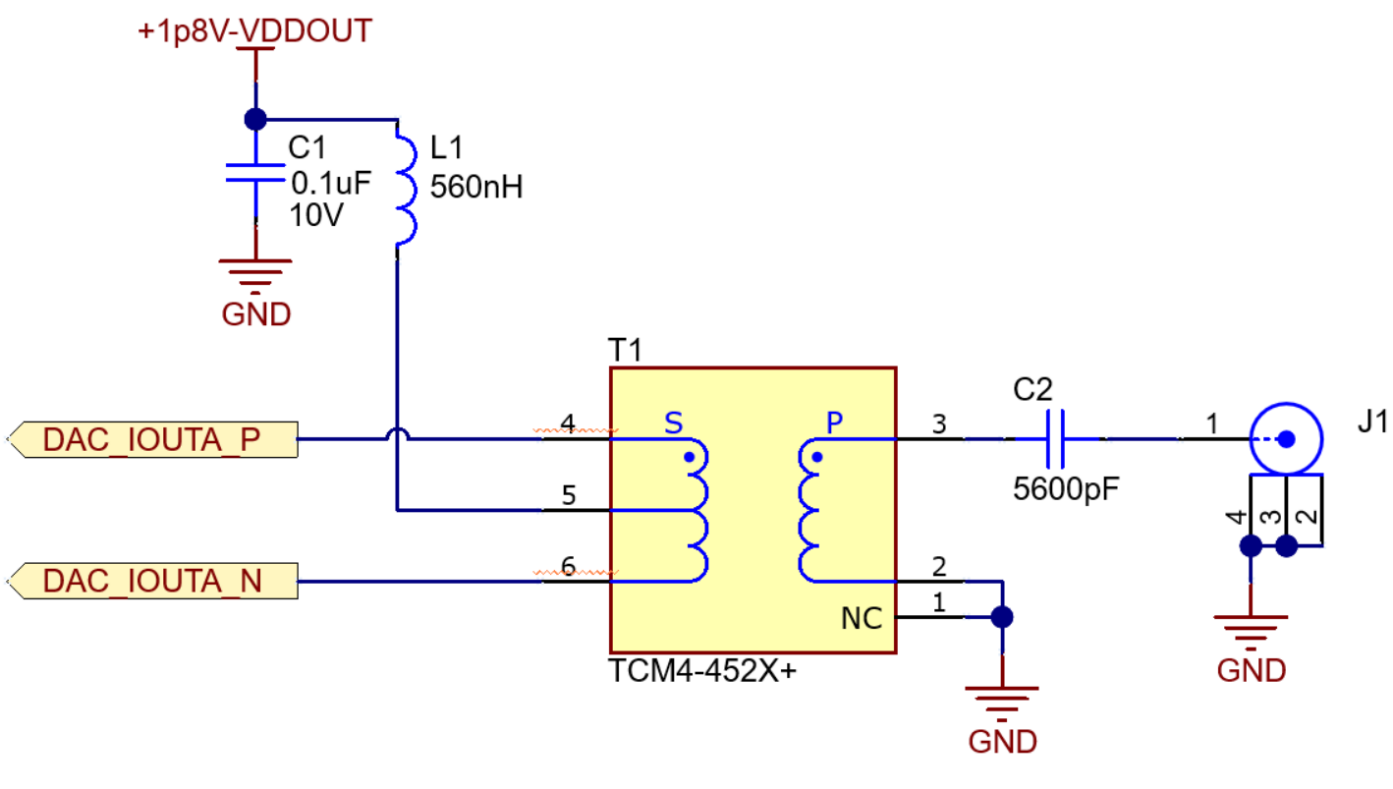 +1p8V-VDDOUT
C1
0.1uF
10V
L1
560nH
GND
T1
DAC_IOUTA_P
4
S
P
3
C2
5600pF
1
J1
5
4
3
2
DAC_IOUTA_N
6
2
1
NC
TCM4-452X+
GND
GND